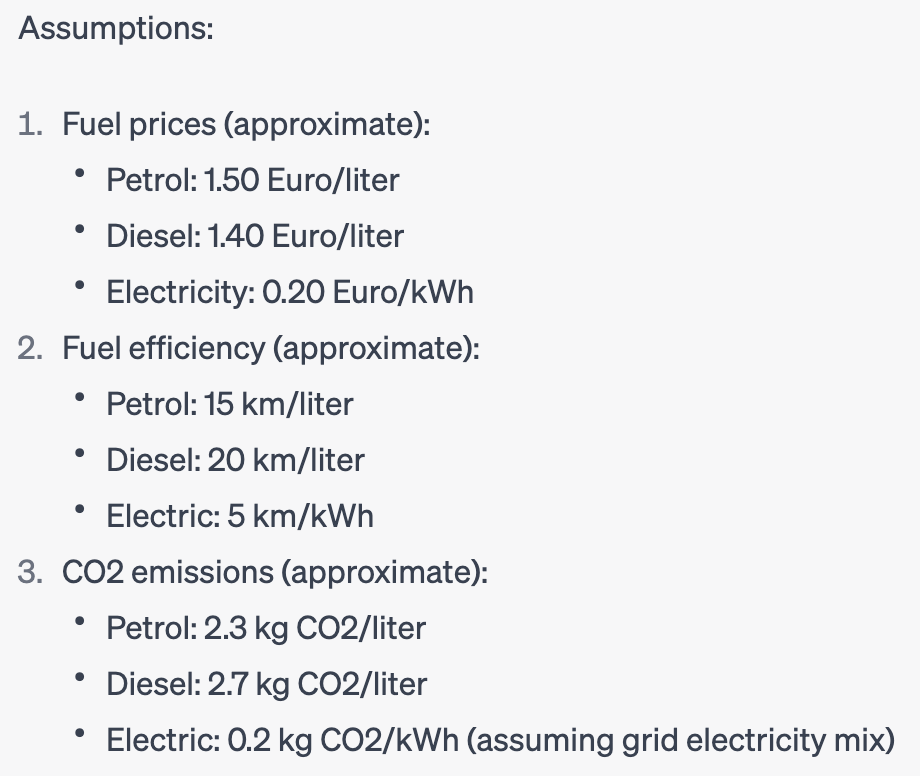 Assumptions:
1. Fuel prices (approximate):
• Petrol: 1.50 Euro/liter
• Diesel: 1.40 Euro/liter
• Electricity: 0.20 Euro/kWh
2. Fuel efficiency (approximate):
• Petrol: 15 km/liter
• Diesel: 20 km/liter
• Electric: 5 km/kWh
3. CO2 emissions (approximate):
• Petrol: 2.3 kg CO2/liter
• Diesel: 2.7 kg CO2/liter
• Electric: 0.2 kg CO2/kWh (assuming grid electricity mix)